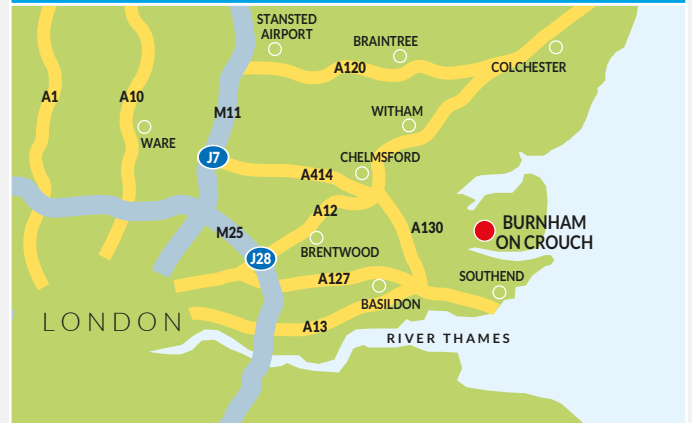 STANSTED
AIRPORT
BRAINTREE
COLCHESTER
A120
A1
A10
M11
WITHAM
WARE
J7
CHELMSFORD
A414
A12
A130
BURNHAM
ON CROUCH
M25
BRENTWOOD
J28
A127
SOUTHEND
BASILDON
LONDON
A13
RIVER THAMES